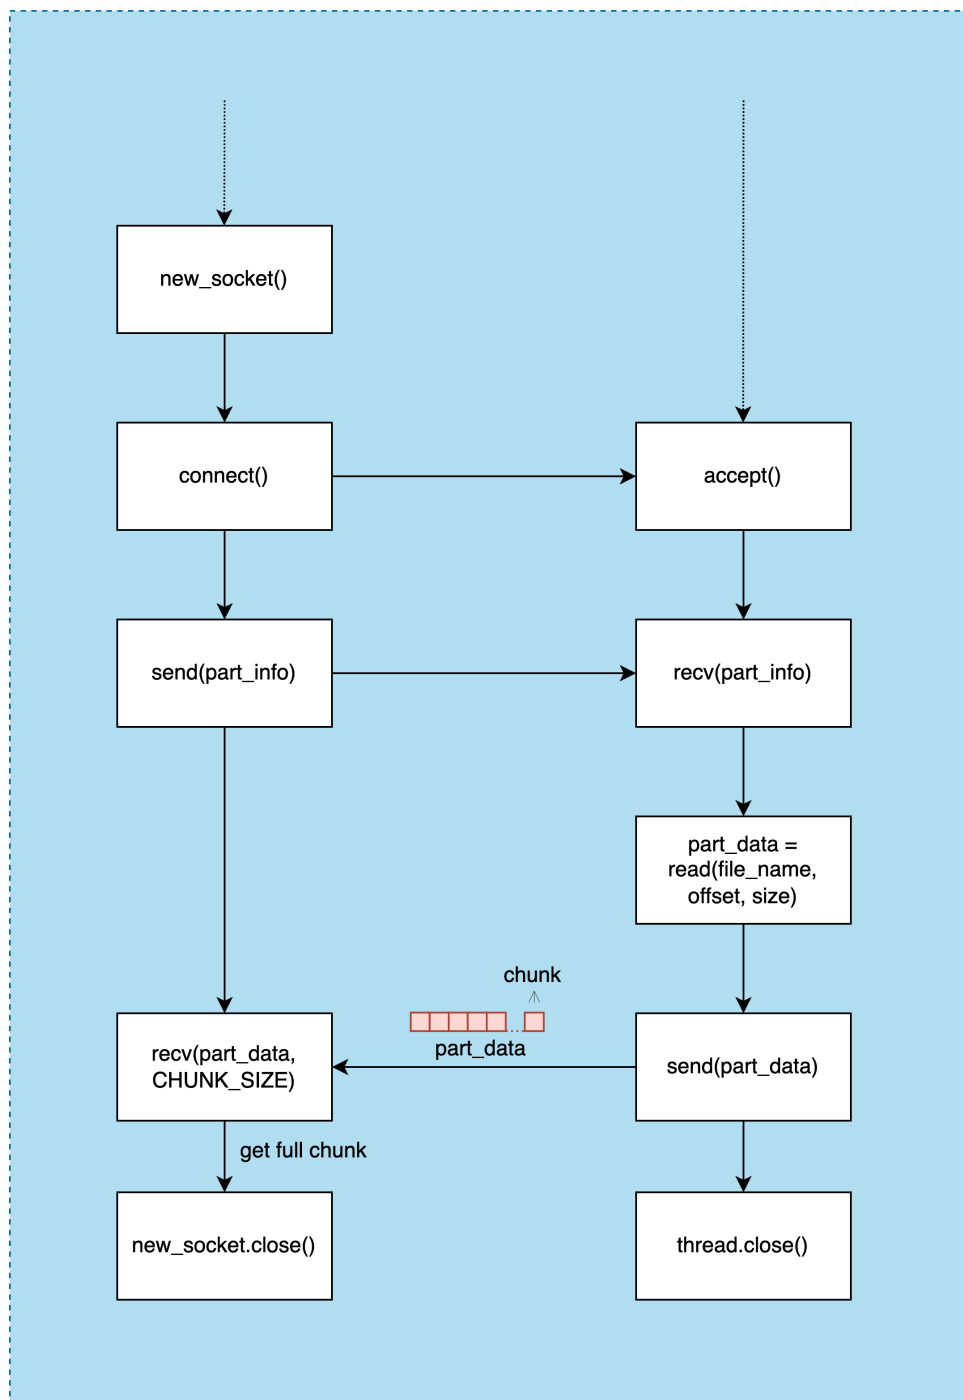 new_socket()
connect()
accept()
send(part_info)
recv(part_info)
part_data =
read(file_name,
offset, size)
chunk
part_data
recv(part_data,
CHUNK_SIZE)
send(part_data)
get full chunk
new_socket.close()
thread.close()